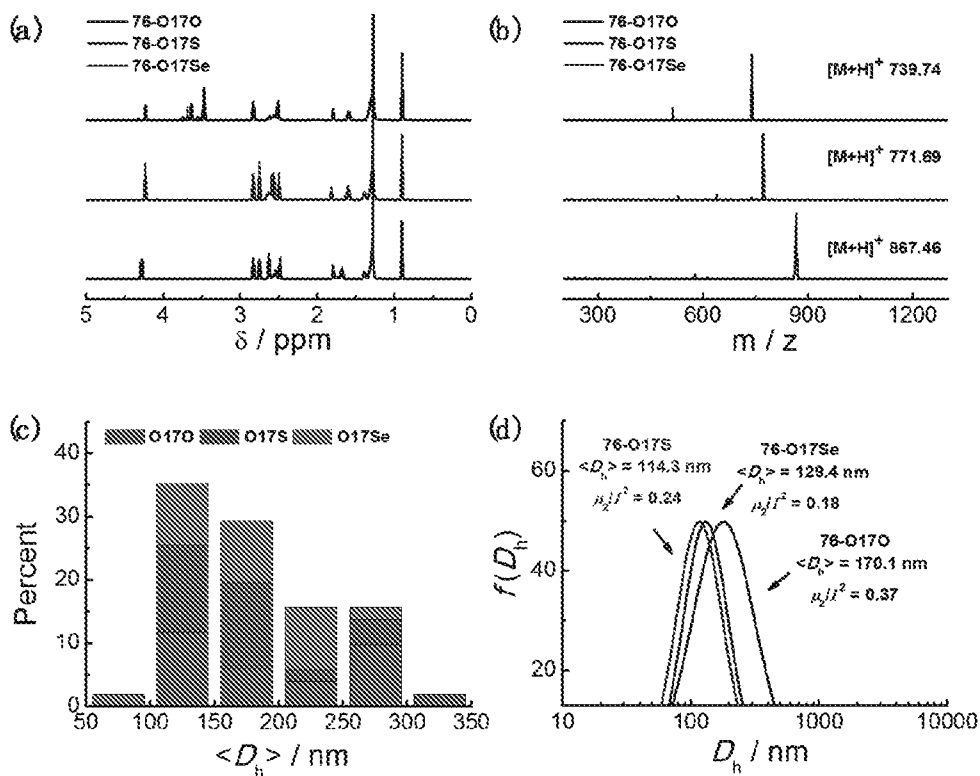 (a)
76-O17O
76-O17S
76-O17Se
5 4 3 2 1 0
δ / ppm
(b)
76-O17O
76-O17S
76-O17Se
[M+H]+ 739.74
[M+H]+ 771.69
[M+H]+ 867.46
300 600 900 1200
m / z
(c)
O17O O17S O17Se
40
30
20
10
0
Percent
50 100 150 200 250 300 350
<Dh> / nm
(d)
76-O17S
<Dh> = 114.3 nm
μ2/Γ2 = 0.24
76-O17Se
<Dh> = 129.4 nm
μ2/Γ2 = 0.18
76-O17O
<Dh> = 170.1 nm
μ2/Γ2 = 0.37
60
40
20
f(Dh)
10 100 1000 10000
Dh / nm